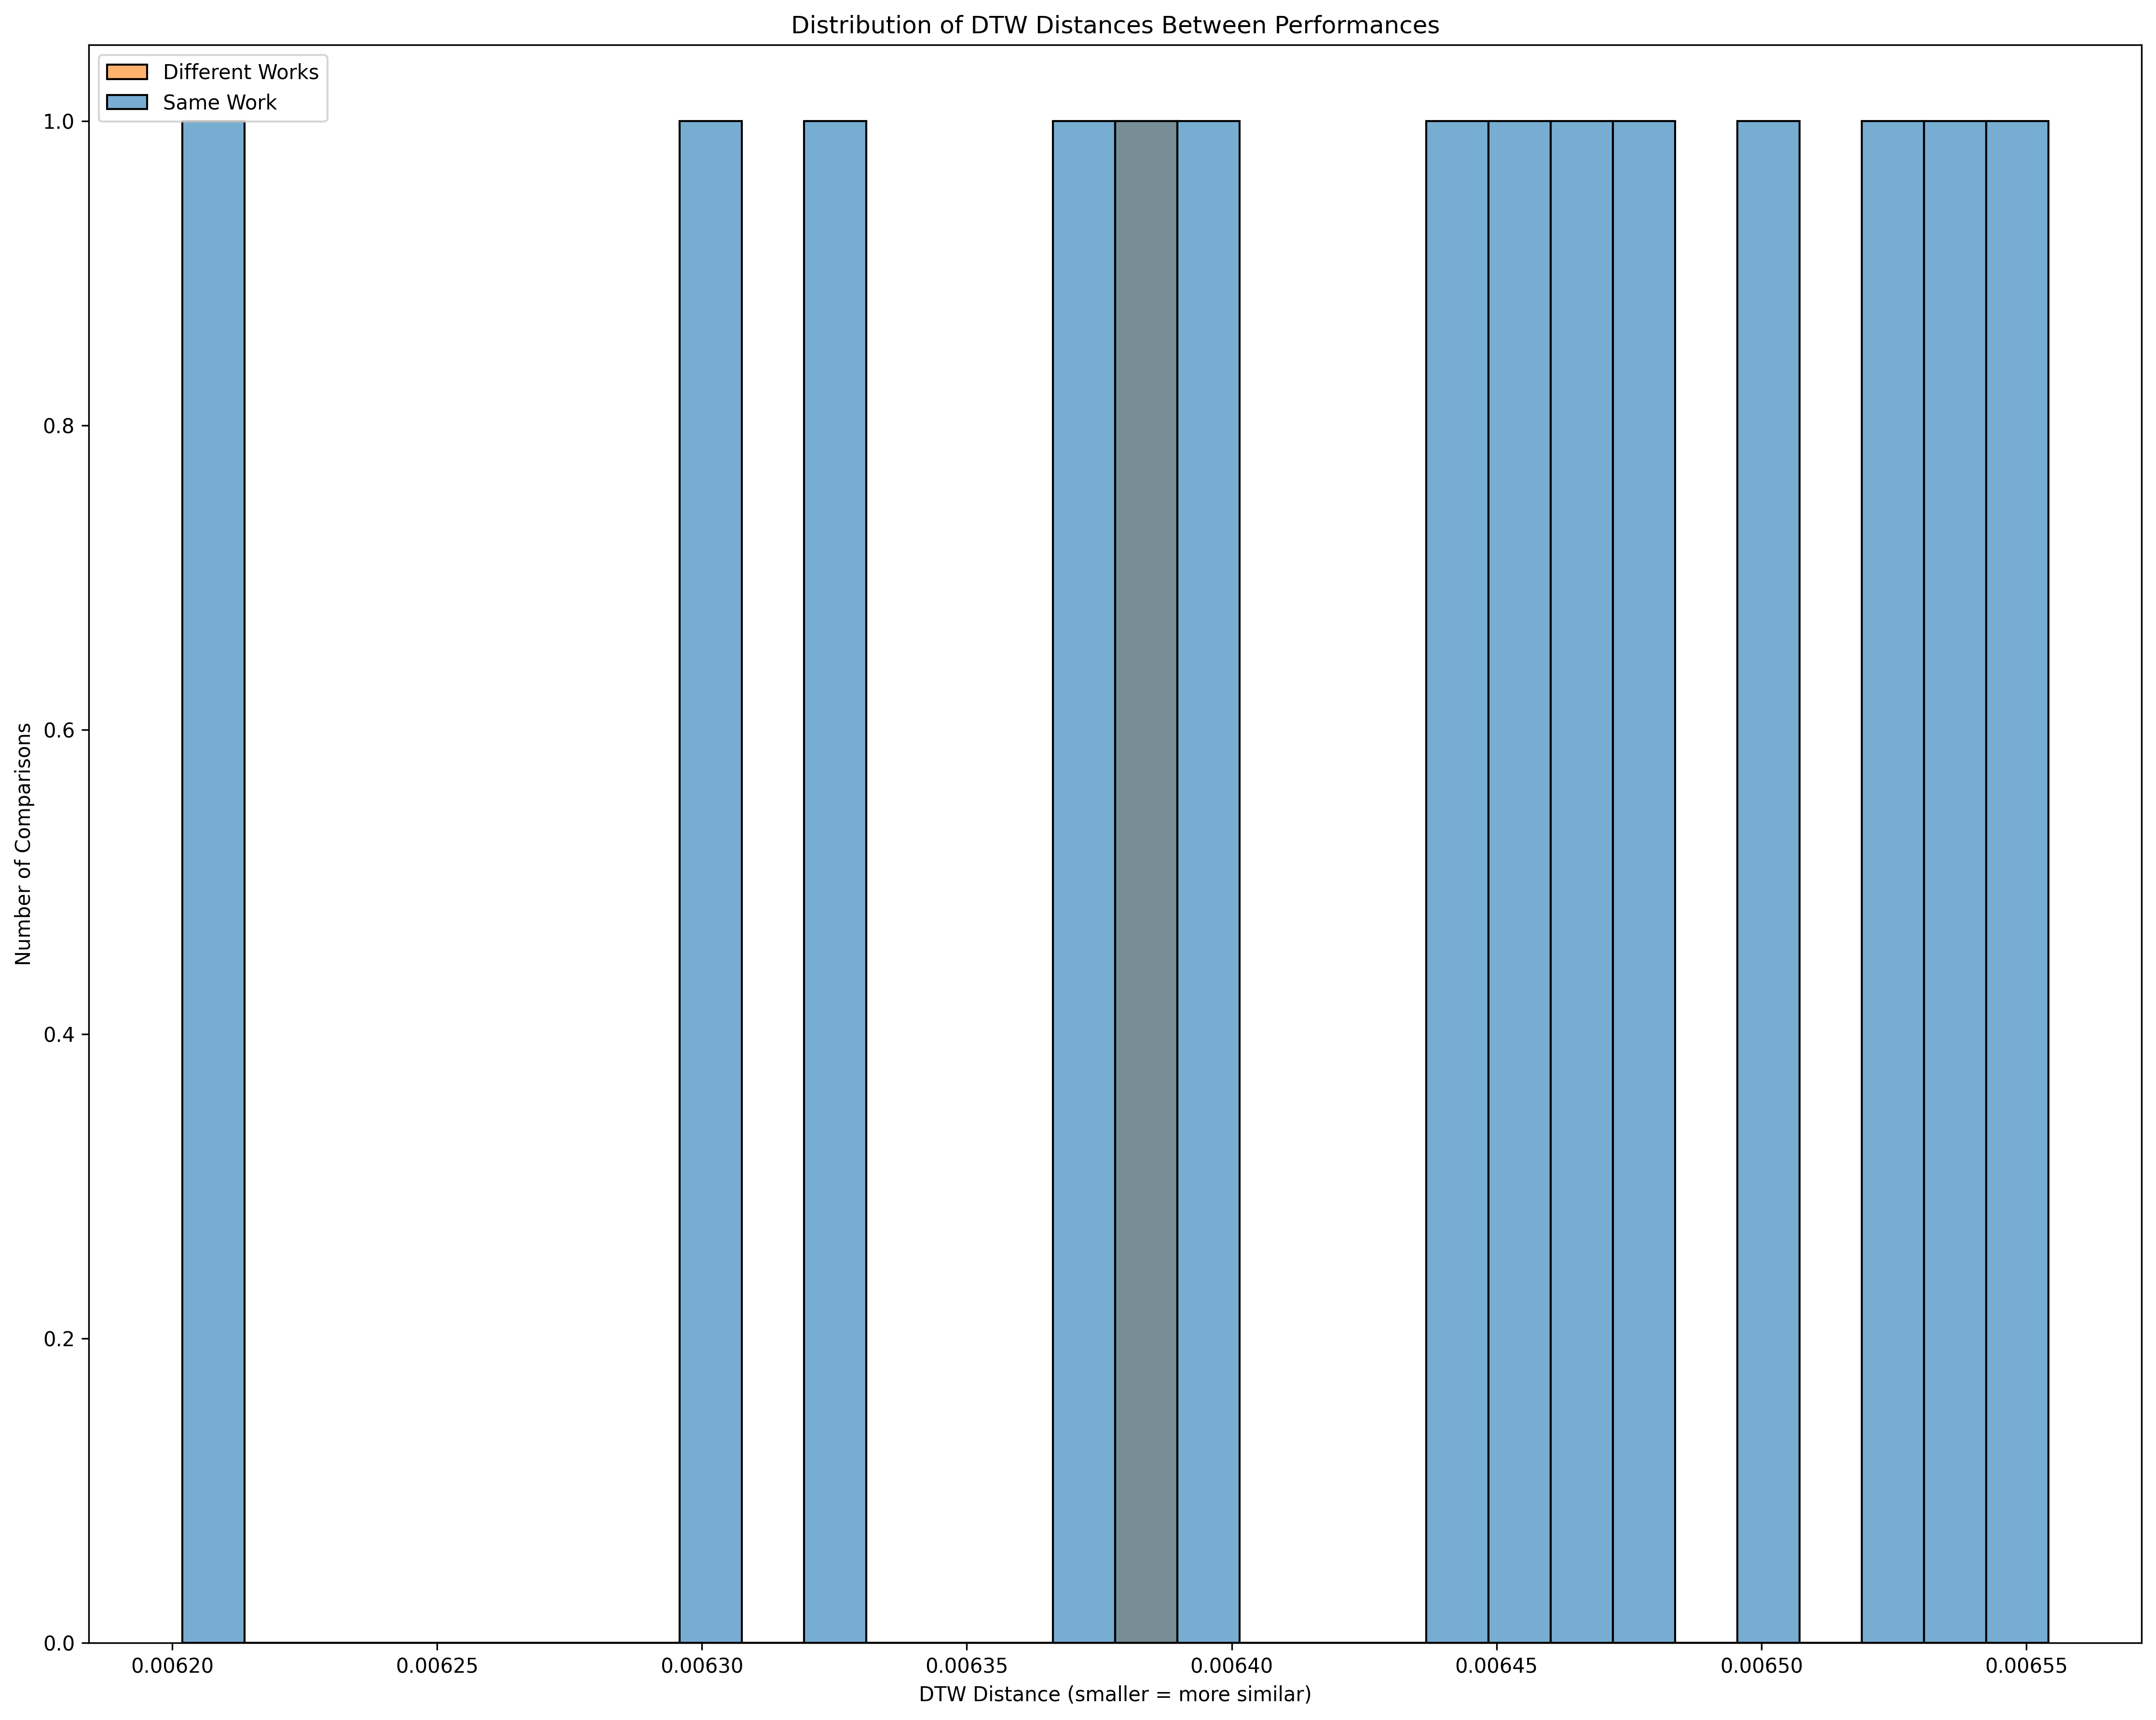 Distribution of DTW Distances Between Performances
Different Works
Same Work
1.0
0.8
0.6
0.4
0.2
0.0
Number of Comparisons
0.00620 0.00625 0.00630 0.00635 0.00640 0.00645 0.00650 0.00655
DTW Distance (smaller = more similar)